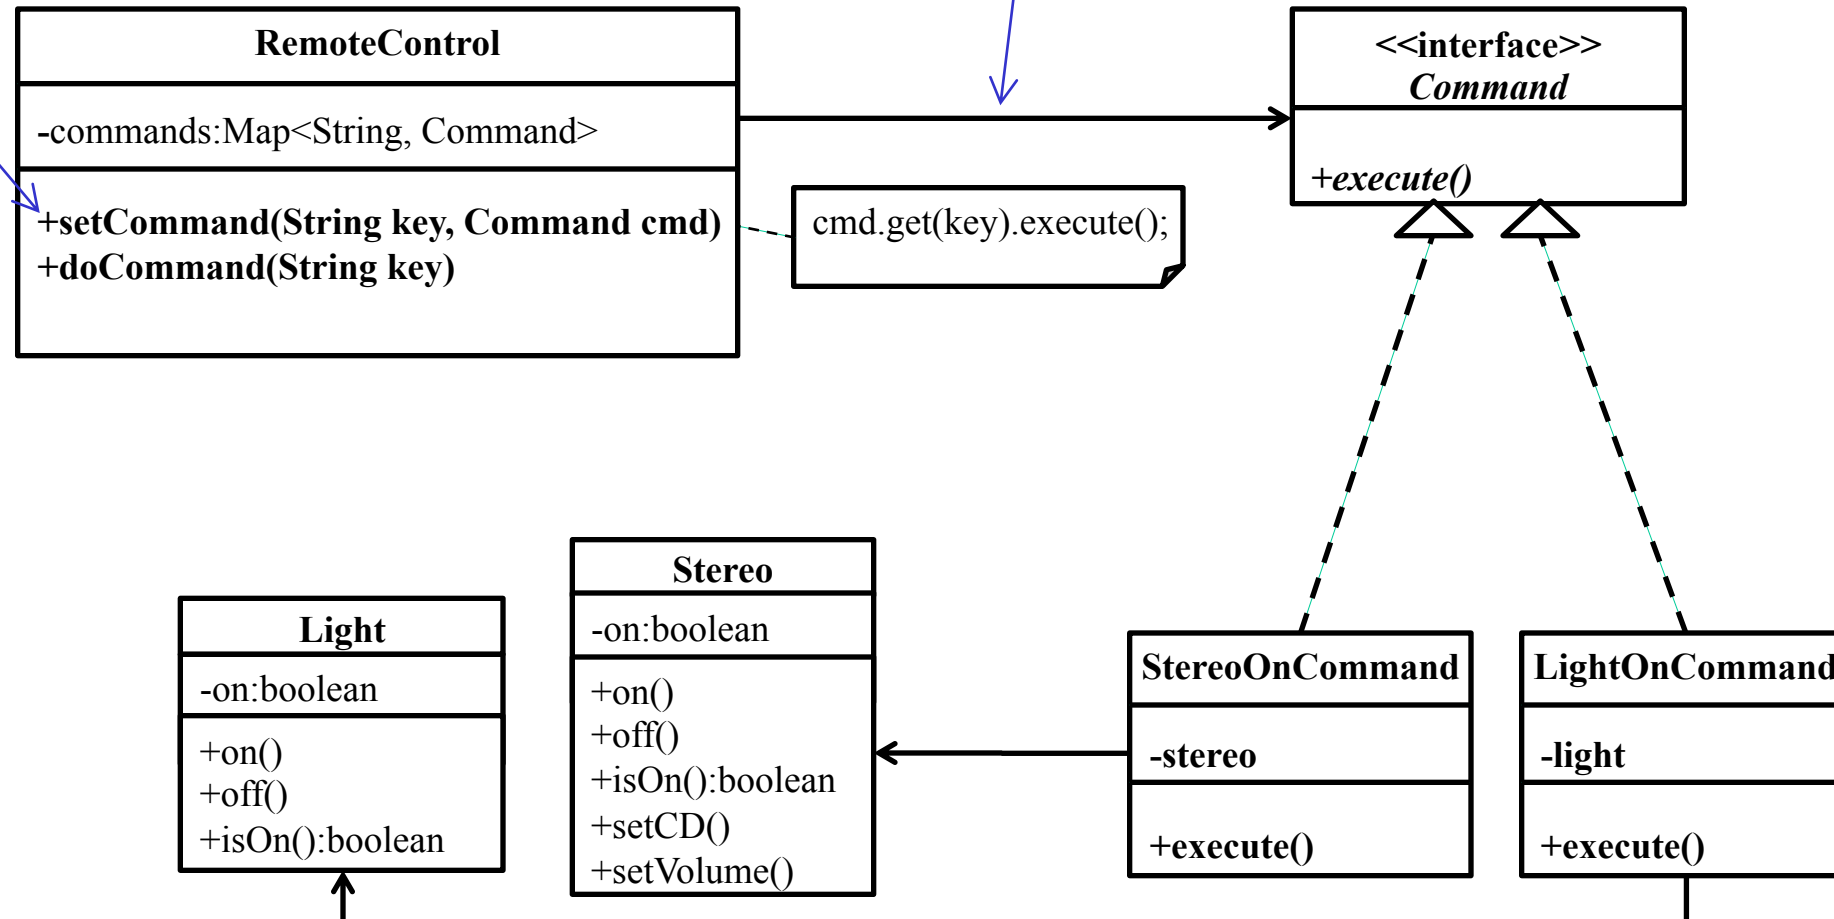 RemoteControl
-commands:Map<String, Command>
+setCommand(String key, Command cmd)
+doCommand(String key)
cmd.get(key).execute();
<<interface>>
Command
+execute()
Light
-on:boolean
+on()
+off()
+isOn():boolean
Stereo
-on:boolean
+on()
+off()
+isOn():boolean
+setCD()
+setVolume()
StereoOnCommand
-stereo
+execute()
LightOnCommand
-light
+execute()